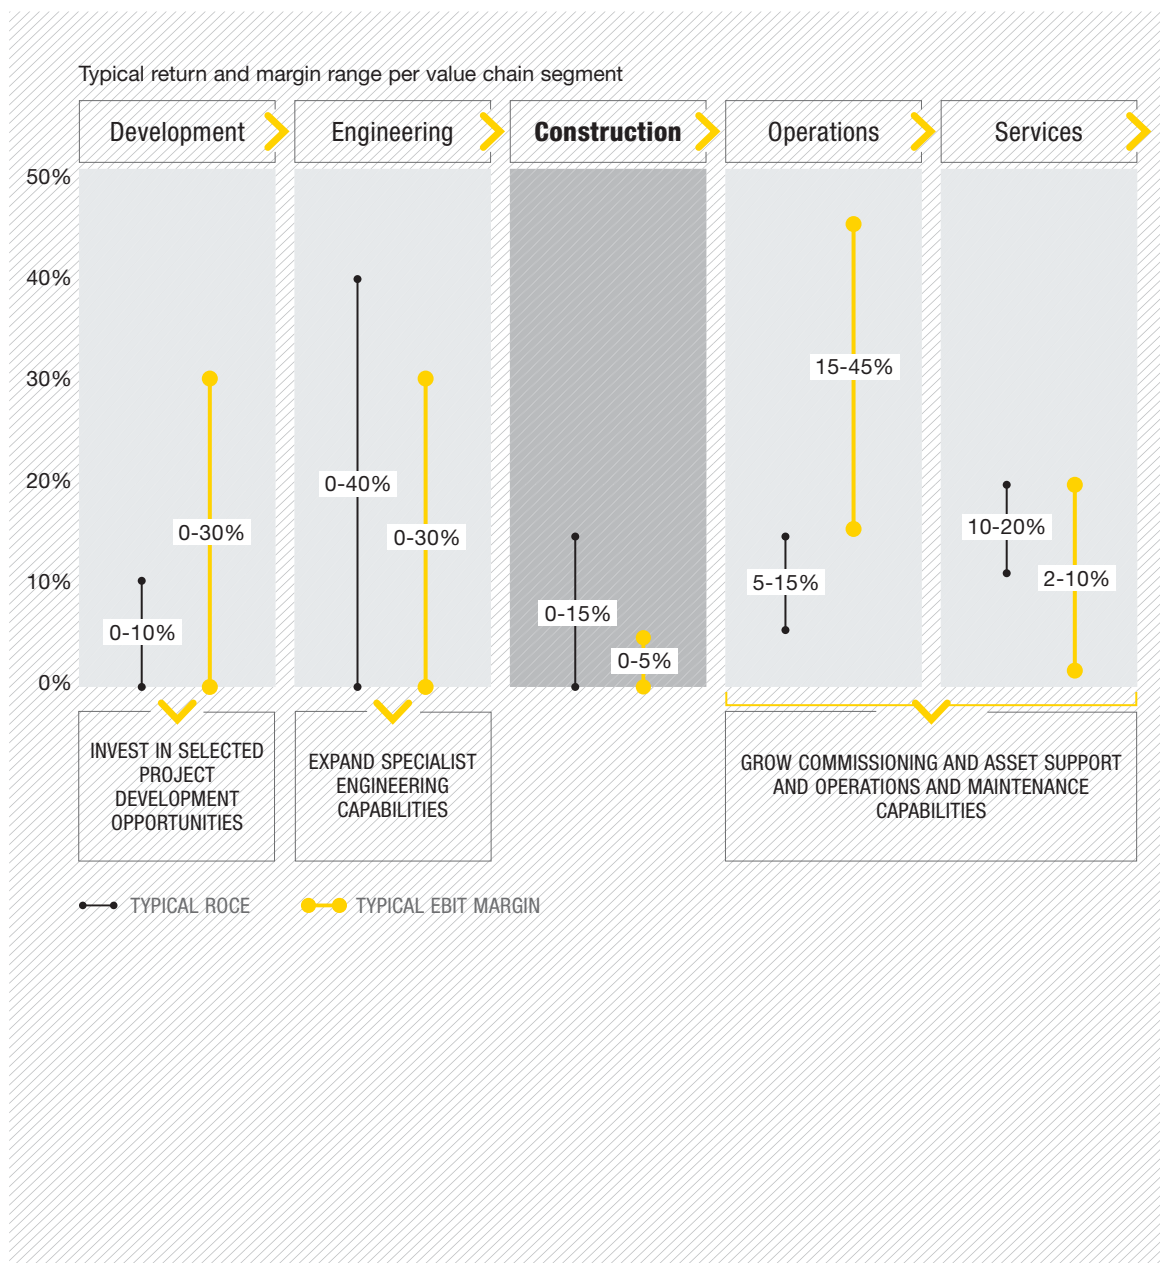 Typical return and margin range per value chain segment
Development
Engineering
Construction
Operations
Services
50%
40%
30%
20%
10%
0%
0-10%
0-30%
0-40%
0-30%
0-15%
0-5%
5-15%
15-45%
10-20%
2-10%
INVEST IN SELECTED
PROJECT
DEVELOPMENT
OPPORTUNITIES
EXPAND SPECIALIST
ENGINEERING
CAPABILITIES
GROW COMMISSIONING AND ASSET SUPPORT
AND OPERATIONS AND MAINTENANCE
CAPABILITIES
TYPICAL ROCE
TYPICAL EBIT MARGIN